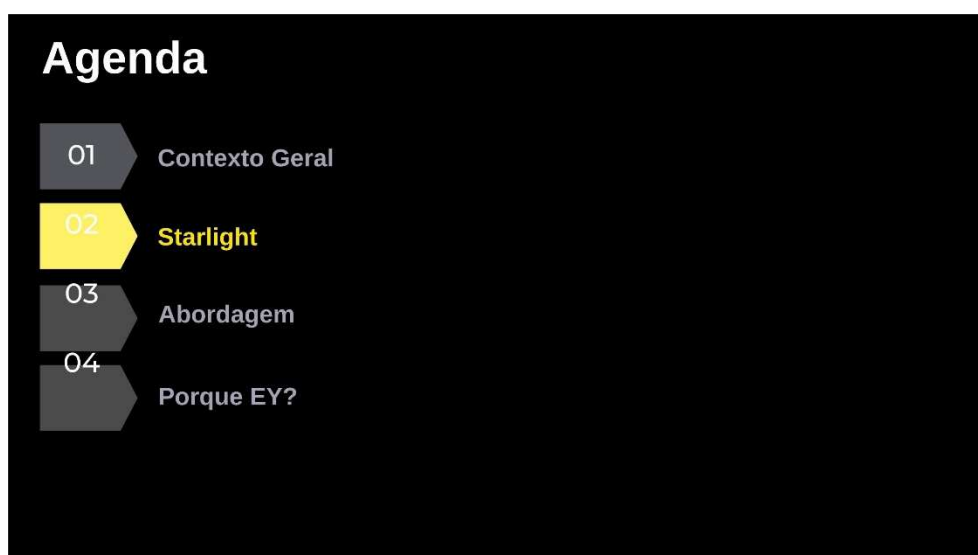 Agenda
01 Contexto Geral
02 Starlight
03 Abordagem
04 Porque EY?